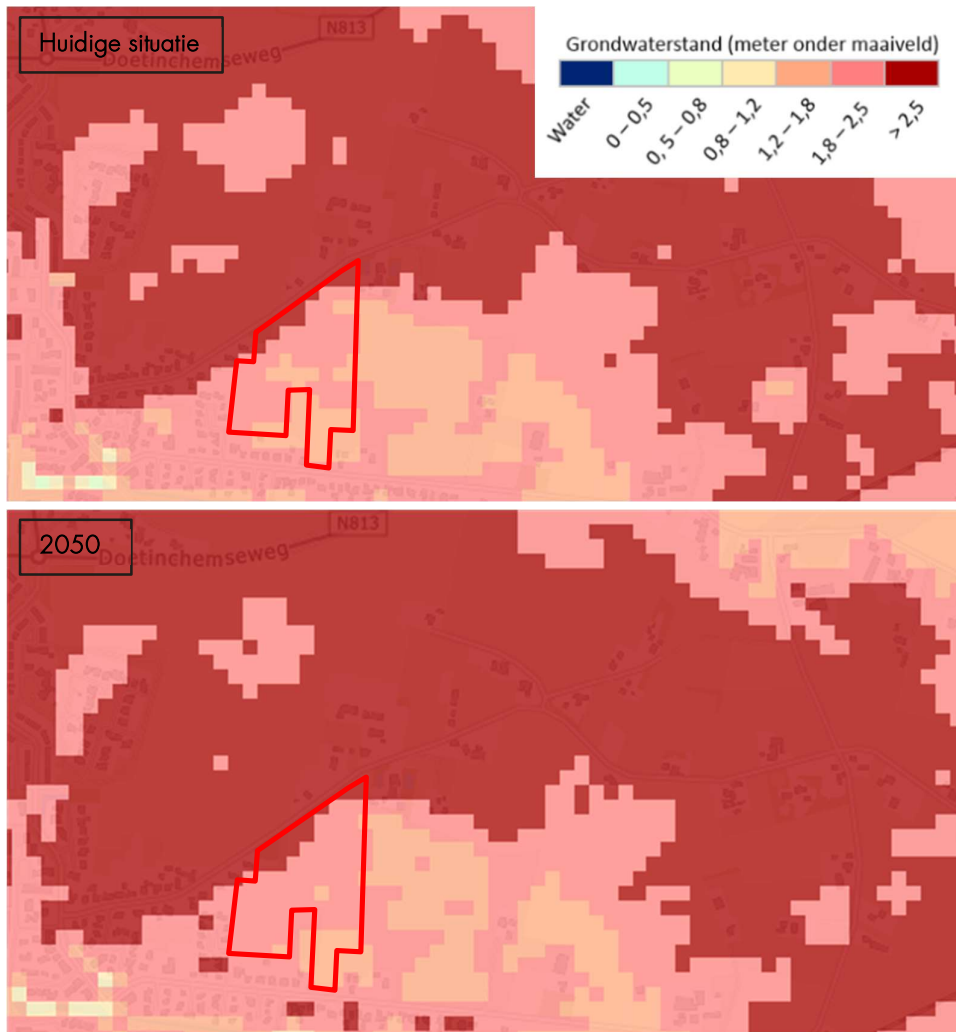 Huidige situatie
N813
Doetinchemseweg
Grondwaterstand (meter onder maaiveld)
Water
0 – 0,5
0, 5 – 0,8
0,8 – 1,2
1,2 – 1,8
1,8 – 2,5
> 2,5
2050
N813
Doetinchemseweg